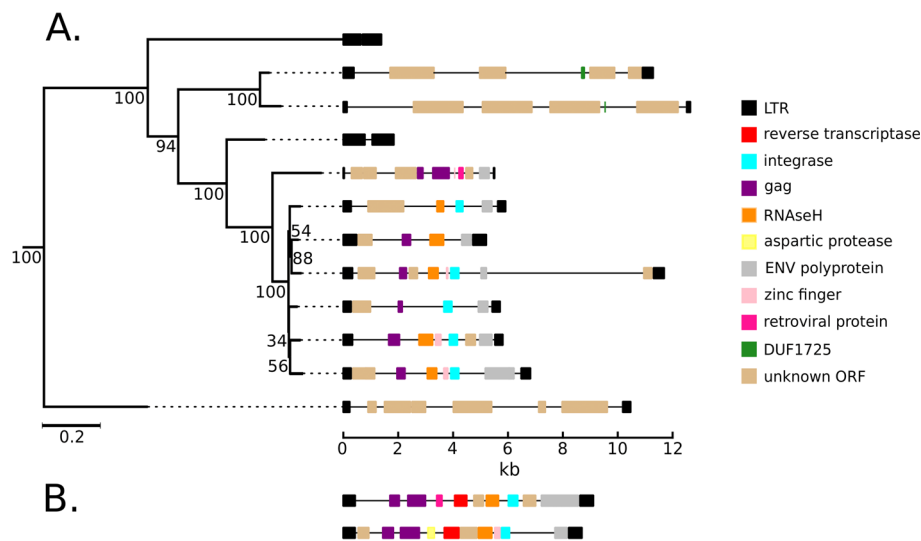 A.
LTR
100
100
reverse transcriptase
94
integrase
gag
100
RNAseH
54
100
aspartic protease
88
100
ENV polyprotein
100
zinc finger
retroviral protein
34
DUF1725
56
unknown ORF
0.2
0 2 4 6 8 10 12
kb
B.